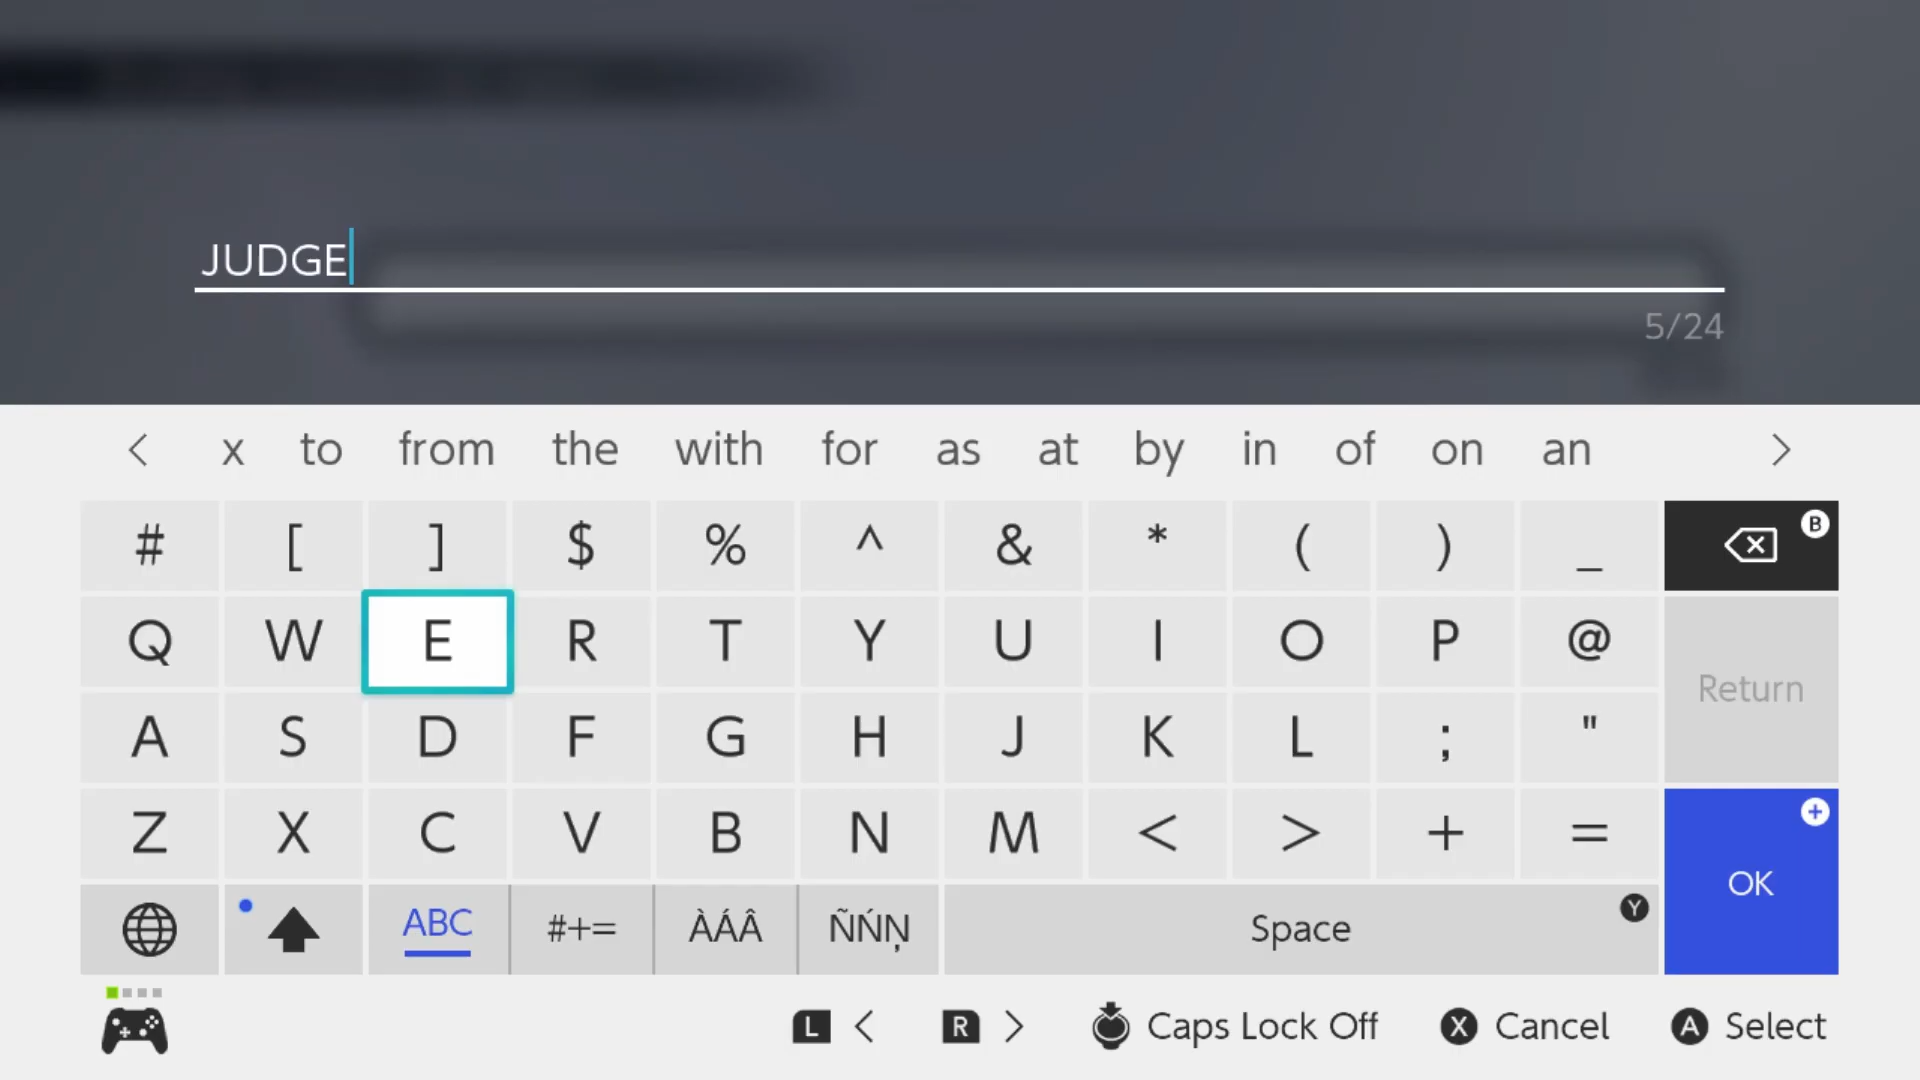 JUDGE
5/24
< x to from the with for as at by in of on an >
# [ ] $ % ^ & * ( ) _ B
Q W E R T Y U I O P @ Return
A S D F G H J K L ; "
Z X C V B N M < > + = + OK
ABC #+= ÀÁÂ ÑŃŅ Space Y
L < R > Caps Lock Off X Cancel A Select